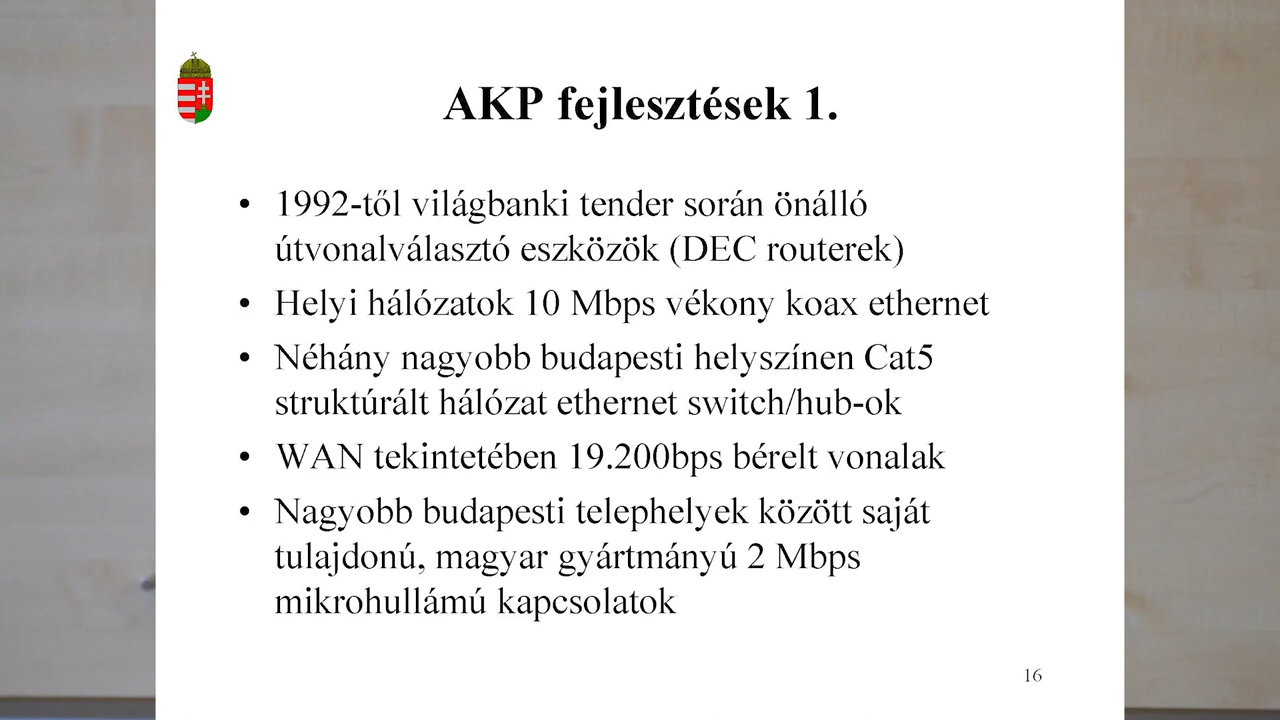 AKP fejlesztések 1.
• 1992-től világbanki tender során önálló
útvonalválasztó eszközök (DEC routerek)
• Helyi hálózatok 10 Mbps vékony koax ethernet
• Néhány nagyobb budapesti helyszínen Cat5
struktúrált hálózat ethernet switch/hub-ok
• WAN tekintetében 19.200bps bérelt vonalak
• Nagyobb budapesti telephelyek között saját
tulajdonú, magyar gyártmányú 2 Mbps
mikrohullámú kapcsolatok
16